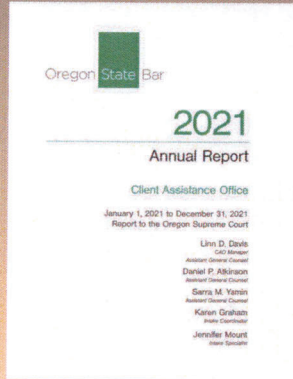 Oregon State Bar
2021
Annual Report
Client Assistance Office
January 1, 2021 to December 31, 2021
Report to the Oregon Supreme Court
Linn D. Davis
CAO Manager
Assistant General Counsel
Daniel P. Atkinson
Assistant General Counsel
Sarra M. Yamin
Assistant General Counsel
Karen Graham
Intake Coordinator
Jennifer Mount
Intake Specialist